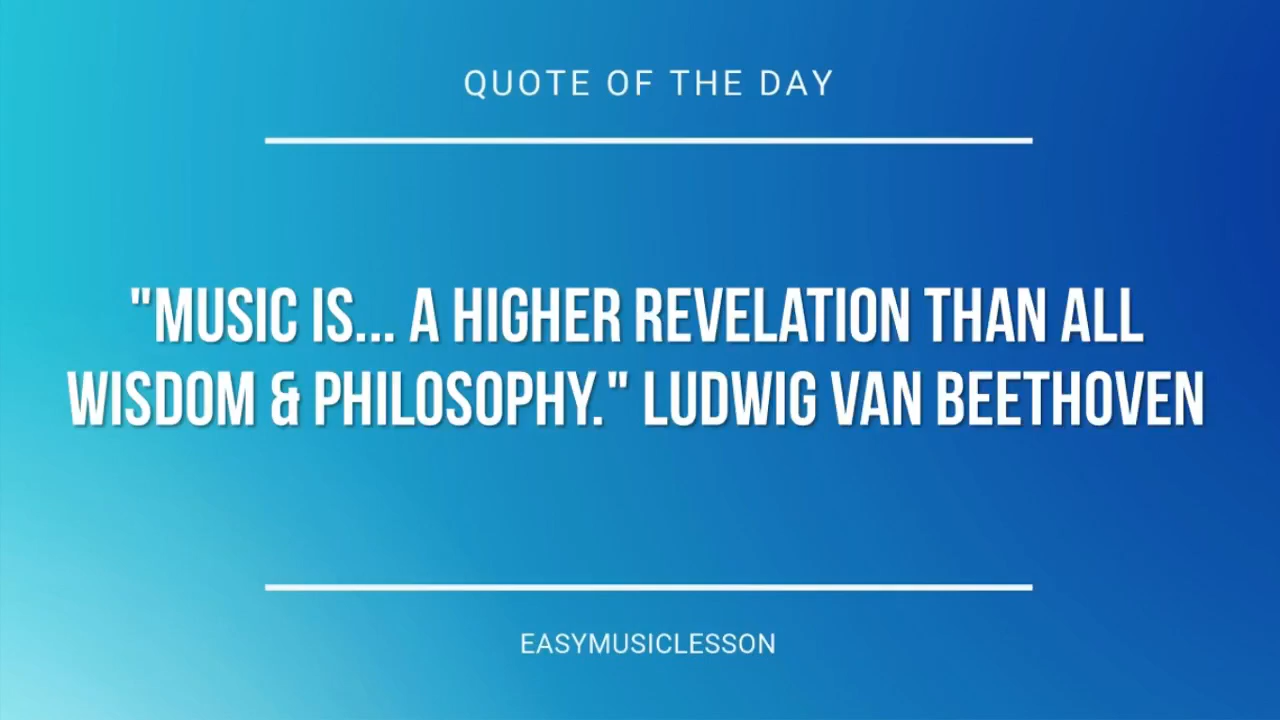 QUOTE OF THE DAY
"MUSIC IS... A HIGHER REVELATION THAN ALL
WISDOM & PHILOSOPHY." LUDWIG VAN BEETHOVEN
EASYMUSICLESSON